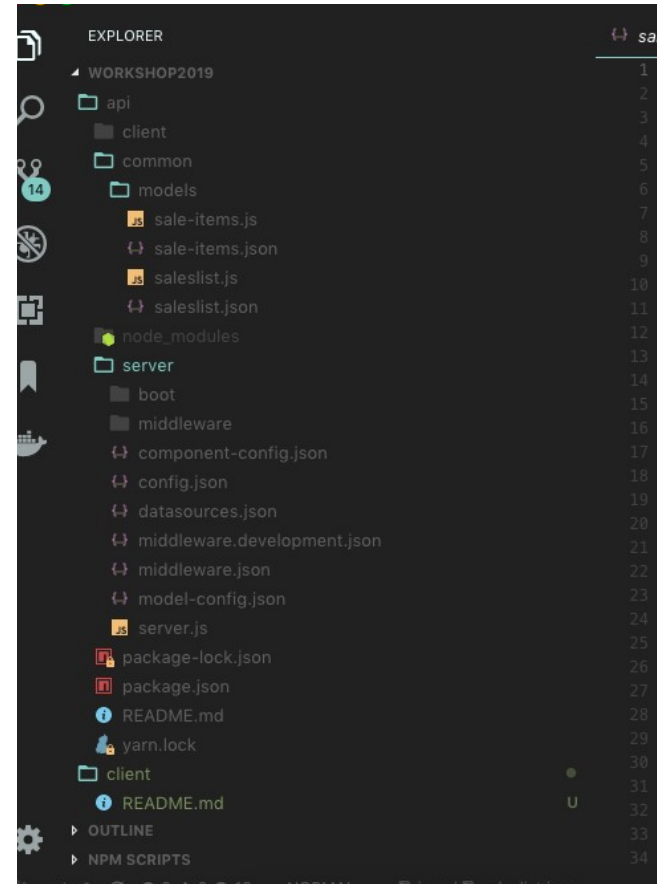 EXPLORER
sa
WORKSHOP2019
api
client
common
models
14
JS sale-items.js
{..} sale-items.json
JS saleslist.js
{..} saleslist.json
node_modules
server
boot
middleware
{..} component-config.json
{..} config.json
{..} datasources.json
{..} middleware.development.json
{..} middleware.json
{..} model-config.json
JS server.js
package-lock.json
package.json
README.md
yarn.lock
client
README.md U
OUTLINE
NPM SCRIPTS
1
2
3
4
5
6
7
8
9
10
11
12
13
14
15
16
17
18
19
20
21
22
23
24
25
26
27
28
29
30
31
32
33
34